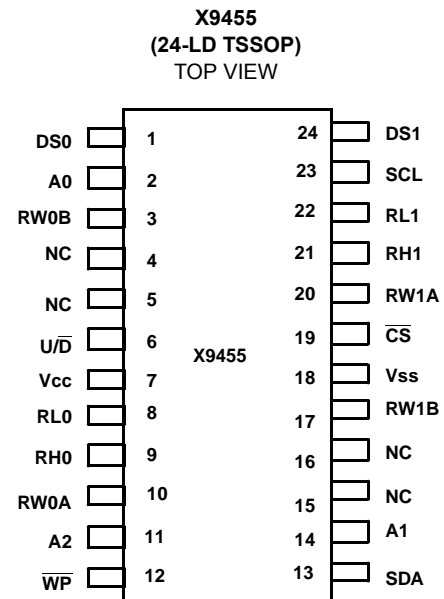 X9455
(24-LD TSSOP)
TOP VIEW
DS0 1 24 DS1
A0 2 23 SCL
RW0B 3 22 RL1
NC 4 21 RH1
NC 5 20 RW1A
U/D̅ 6 19 C̅S̅
X9455
Vcc 7 18 Vss
RL0 8 17 RW1B
RH0 9 16 NC
RW0A 10 15 NC
A2 11 14 A1
W̅P̅ 12 13 SDA